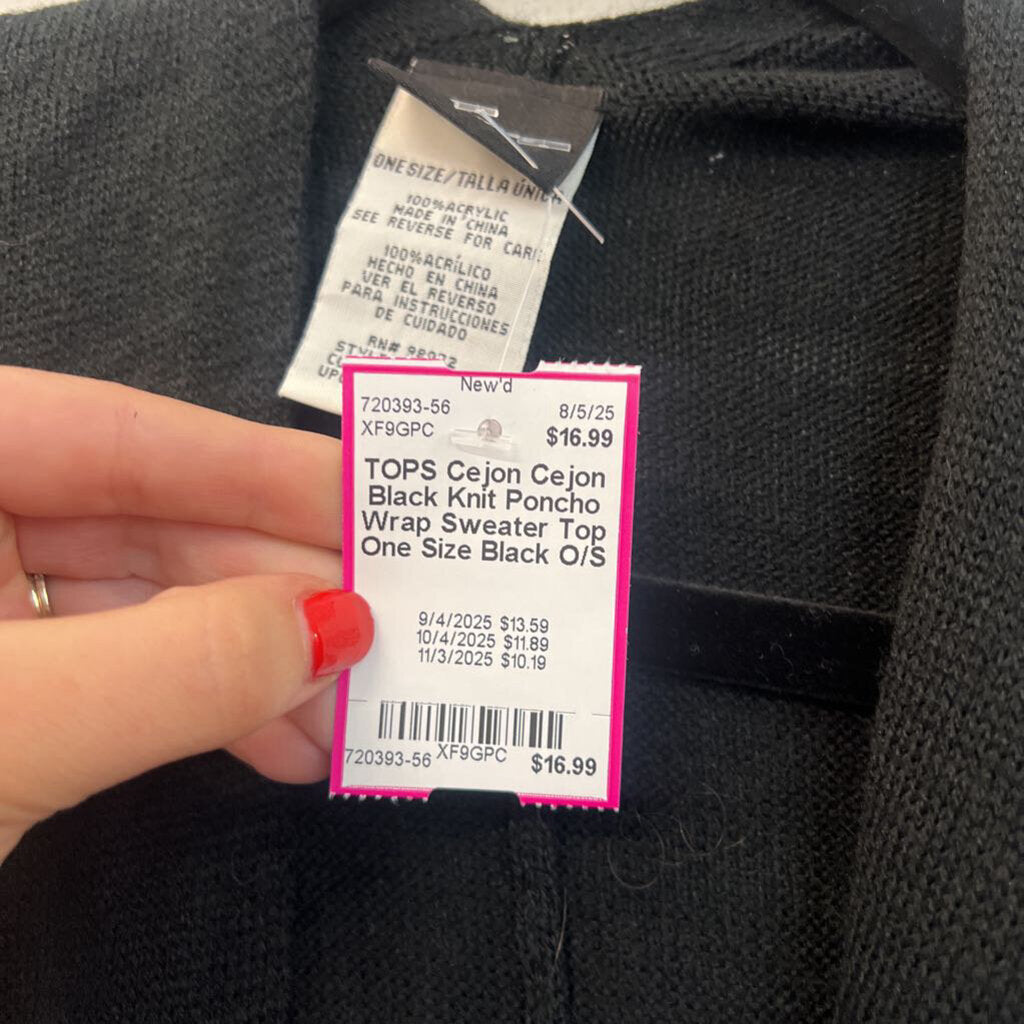 ONE SIZE/TALLA ÚNICA
100% ACRYLIC
MADE IN CHINA
SEE REVERSE FOR CARE
100% ACRÍLICO
HECHO EN CHINA
VER EL REVERSO
PARA INSTRUCCIONES
DE CUIDADO
RN#
New'd
720393-56 8/5/25
XF9GPC $16.99
TOPS Cejon Cejon
Black Knit Poncho
Wrap Sweater Top
One Size Black O/S
9/4/2025 $13.59
10/4/2025 $11.89
11/3/2025 $10.19
720393-56 XF9GPC $16.99